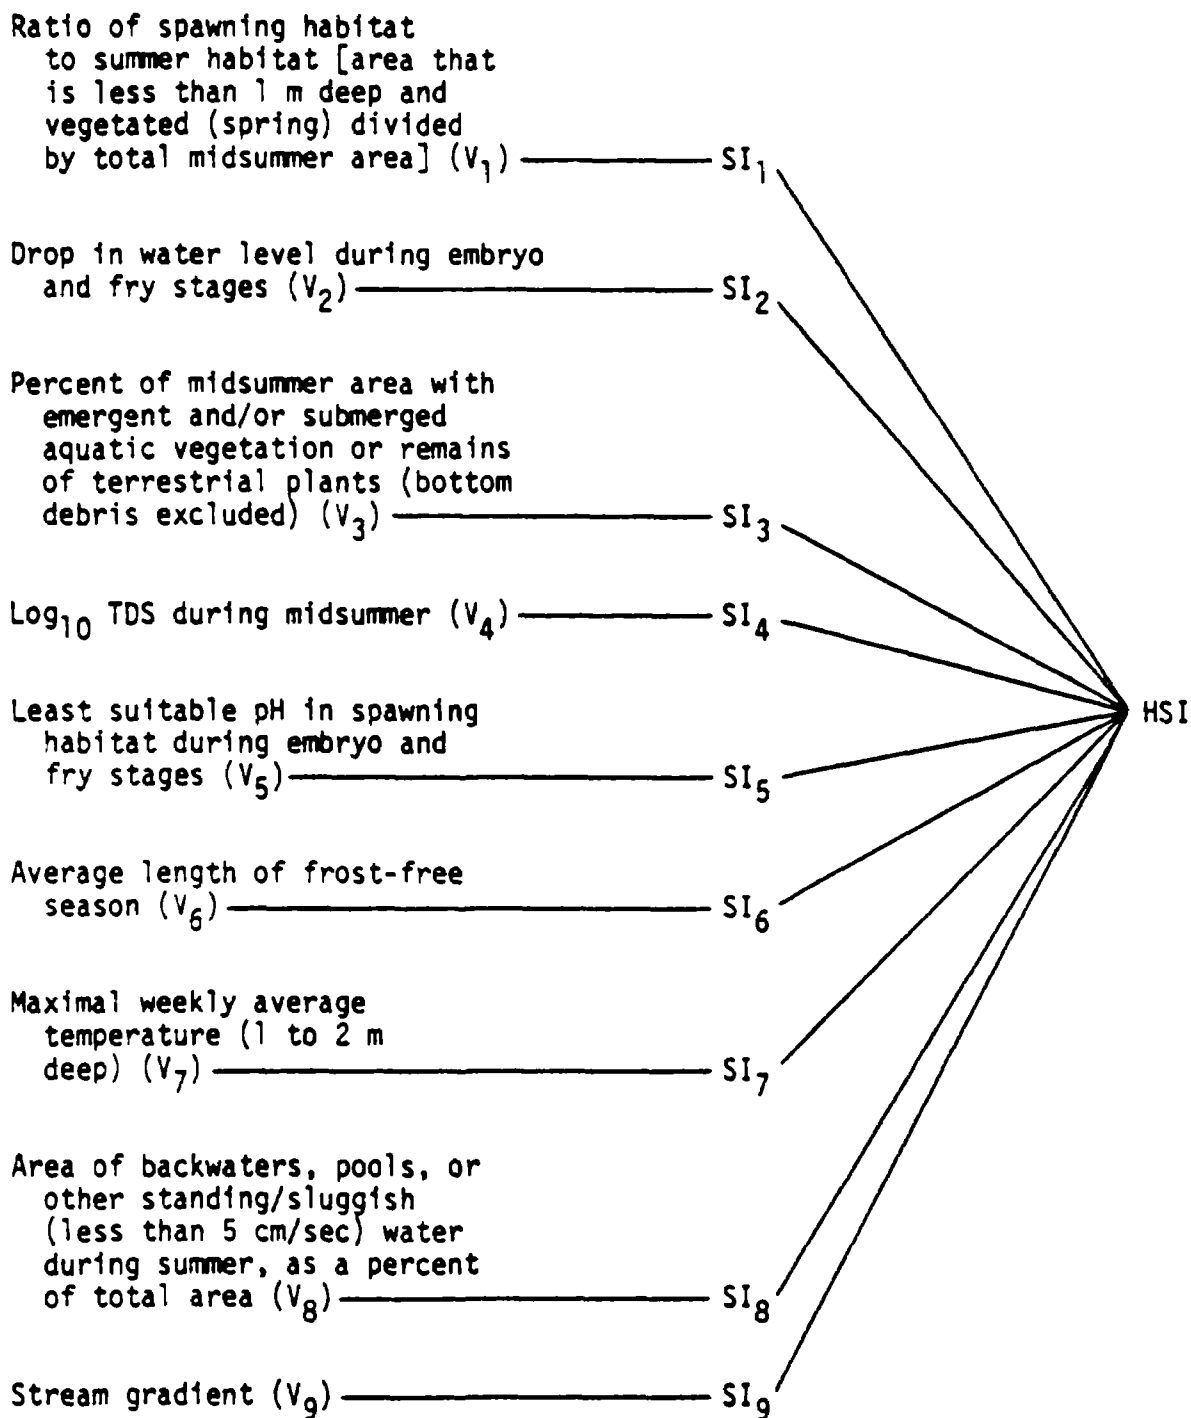 Ratio of spawning habitat
to summer habitat [area that
is less than 1 m deep and
vegetated (spring) divided
by total midsummer area] (V₁) SI₁
Drop in water level during embryo
and fry stages (V₂) SI₂
Percent of midsummer area with
emergent and/or submerged
aquatic vegetation or remains
of terrestrial plants (bottom
debris excluded) (V₃) SI₃
Log₁₀ TDS during midsummer (V₄) SI₄
Least suitable pH in spawning HSI
habitat during embryo and
fry stages (V₅) SI₅
Average length of frost-free
season (V₆) SI₆
Maximal weekly average
temperature (1 to 2 m
deep) (V₇) SI₇
Area of backwaters, pools, or
other standing/sluggish
(less than 5 cm/sec) water
during summer, as a percent
of total area (V₈) SI₈
Stream gradient (V₉) SI₉